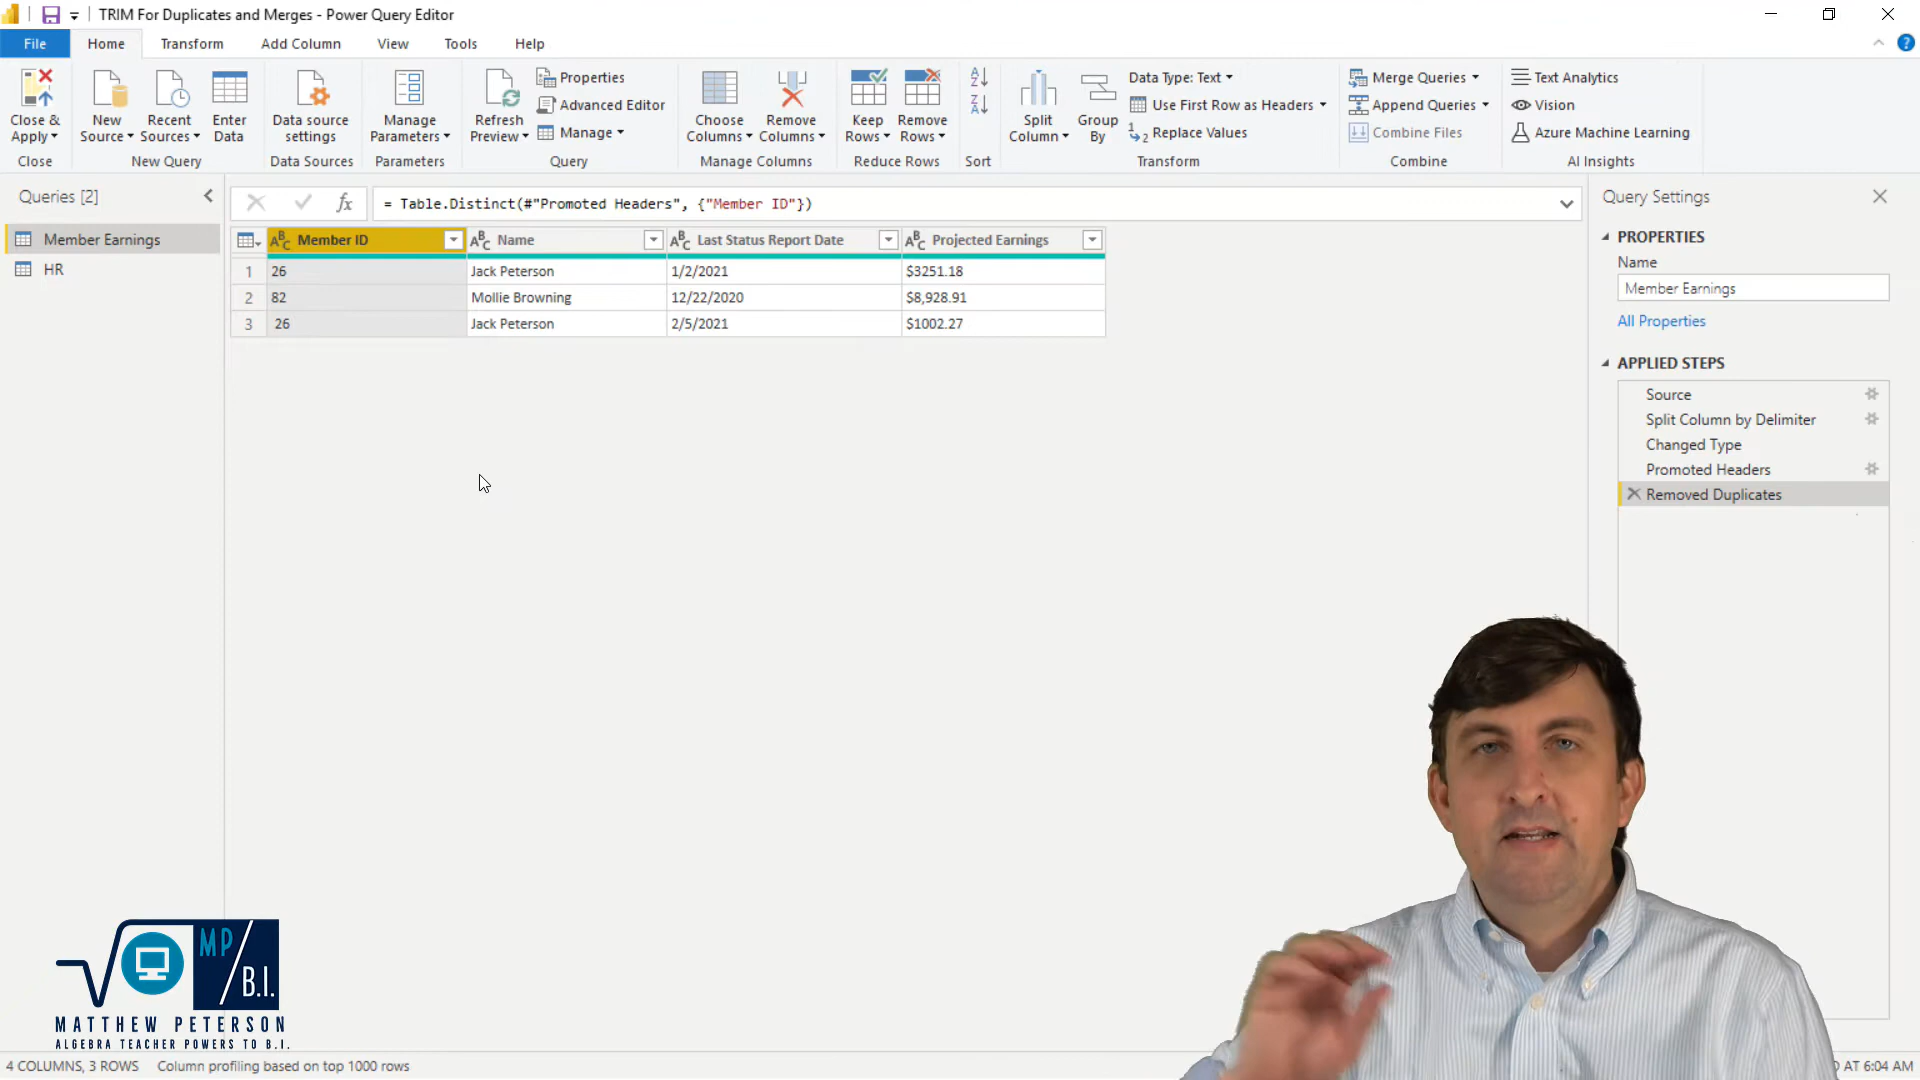 TRIM For Duplicates and Merges - Power Query Editor
File Home Transform Add Column View Tools Help
Close & Apply
Close
New Source
Recent Sources
Enter Data
New Query
Data source settings
Data Sources
Manage Parameters
Parameters
Refresh Preview
Properties
Advanced Editor
Manage
Query
Choose Columns
Remove Columns
Manage Columns
Keep Rows
Remove Rows
Reduce Rows
Sort
Split Column
Group By
Data Type: Text
Use First Row as Headers
Replace Values
Transform
Merge Queries
Append Queries
Combine Files
Combine
Text Analytics
Vision
Azure Machine Learning
AI Insights
Queries [2]
Member Earnings
HR
= Table.Distinct(#"Promoted Headers", {"Member ID"})
Member ID Name Last Status Report Date Projected Earnings
1 26 Jack Peterson 1/2/2021 $3251.18
2 82 Mollie Browning 12/22/2020 $8,928.91
3 26 Jack Peterson 2/5/2021 $1002.27
Query Settings
PROPERTIES
Name
Member Earnings
All Properties
APPLIED STEPS
Source
Split Column by Delimiter
Changed Type
Promoted Headers
Removed Duplicates
MP/B.I.
MATTHEW PETERSON
ALGEBRA TEACHER POWERS TO B.I.
4 COLUMNS, 3 ROWS Column profiling based on top 1000 rows
AT 6:04 AM